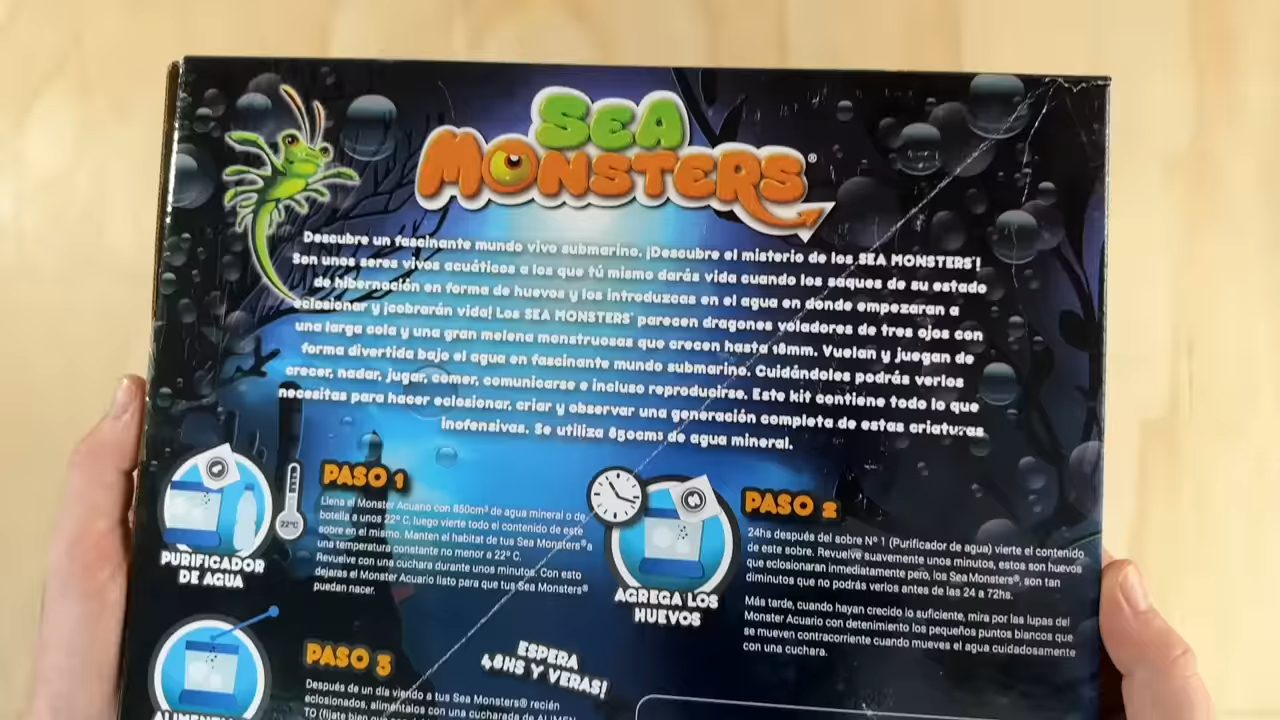 SEA
MONSTERS®
Descubre un fascinante mundo vivo submarino. ¡Descubre el misterio de los SEA MONSTERS®!
Son unos seres vivos acuáticos a los que tú mismo darás vida cuando los saques de su estado
de hibernación en forma de huevos y los introduzcas en el agua en donde empezaran a
eclosionar y ¡cobrarán vida! Los SEA MONSTERS® parecen dragones voladores de tres ojos con
una larga cola y una gran melena monstruosas que crecen hasta 18mm. Vuelan y juegan de
forma divertida bajo el agua en fascinante mundo submarino. Cuidándoles podrás verlos
crecer, nadar, jugar, comer, comunicarse e incluso reproducirse. Este kit contiene todo lo que
necesitas para hacer eclosionar, criar y observar una generación completa de estas criaturas
inofensivas. Se utiliza 850cm3 de agua mineral.
22°C
PURIFICADOR
DE AGUA
PASO 1
Llena el Monster Acuario con 850cm³ de agua mineral o de
botella a unos 22° C, luego vierte todo el contenido de este
sobre en el mismo. Manten el habitat de tus Sea Monsters® a
una temperatura constante no menor a 22° C.
Revuelve con una cuchara durante unos minutos. Con esto
dejaras el Monster Acuario listo para que tus Sea Monsters®
puedan nacer.
AGREGA LOS
HUEVOS
PASO 2
24hs después del sobre Nº 1 (Purificador de agua) vierte el contenido
de este sobre. Revuelve suavemente unos minutos, estos son huevos
que eclosionaran inmediatamente pero, los Sea Monsters®, son tan
diminutos que no podrás verlos antes de las 24 a 72hs.
Más tarde, cuando hayan crecido lo suficiente, mira por las lupas del
Monster Acuario con detenimiento los pequeños puntos blancos que
se mueven contracorriente cuando mueves el agua cuidadosamente
con una cuchara.
PASO 3
Después de un día viendo a tus Sea Monsters® recién
eclosionados, aliméntalos con una cucharada de ALIMEN
TO (fijate bien que
ESPERA
48HS Y VERAS!